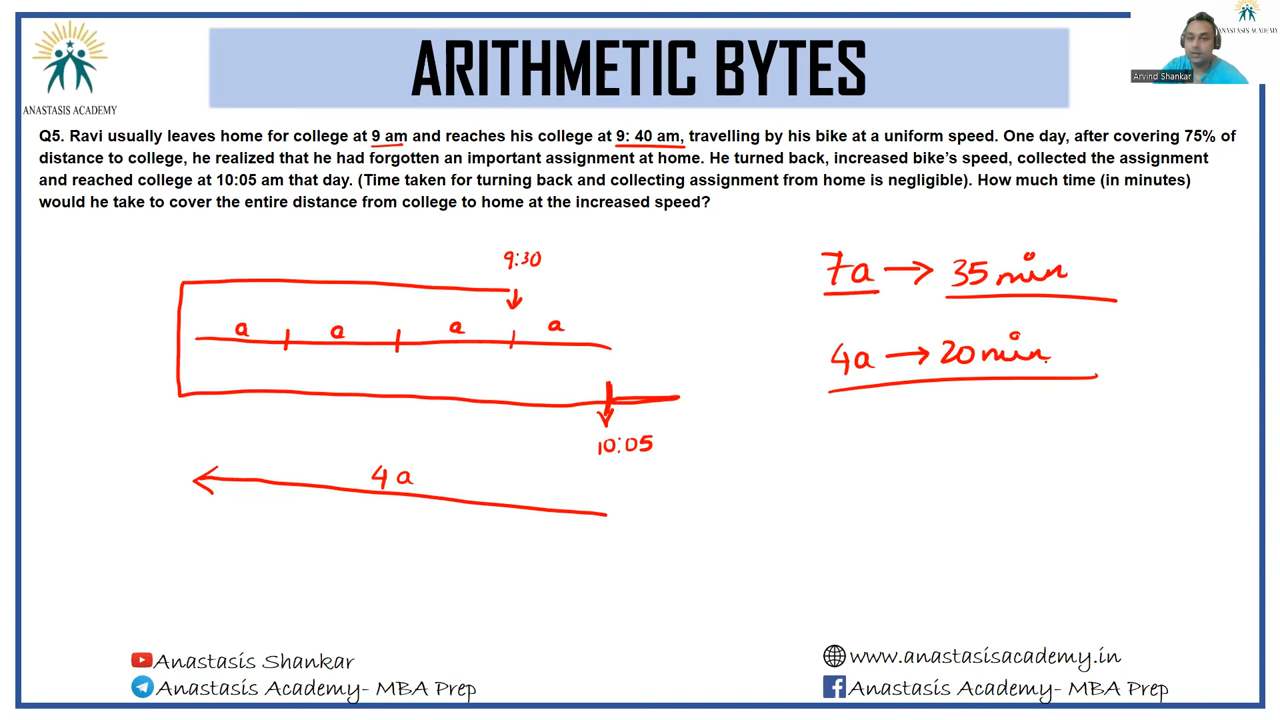 ANASTASIS ACADEMY
ARITHMETIC BYTES
ANASTASIS ACADEMY
Arvind Shankar
Q5. Ravi usually leaves home for college at 9 am and reaches his college at 9: 40 am, travelling by his bike at a uniform speed. One day, after covering 75% of
distance to college, he realized that he had forgotten an important assignment at home. He turned back, increased bike's speed, collected the assignment
and reached college at 10:05 am that day. (Time taken for turning back and collecting assignment from home is negligible). How much time (in minutes)
would he take to cover the entire distance from college to home at the increased speed?
9:30
7a → 35 min
a a a a
4a → 20 min
10:05
4a
Anastasis Shankar
www.anastasisacademy.in
Anastasis Academy- MBA Prep
Anastasis Academy- MBA Prep